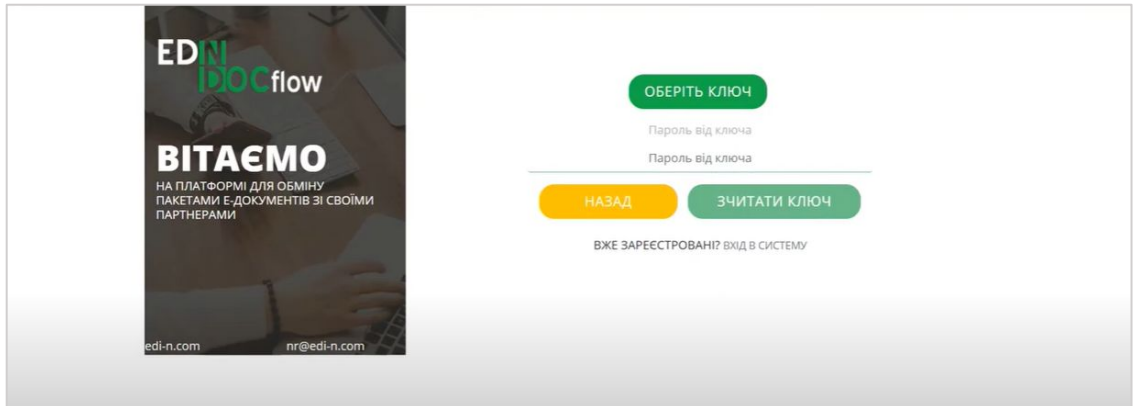 EDIN
DOCflow
ВІТАЄМО
НА ПЛАТФОРМІ ДЛЯ ОБМІНУ
ПАКЕТАМИ Е-ДОКУМЕНТІВ ЗІ СВОЇМИ
ПАРТНЕРАМИ
edi-n.com nr@edi-n.com
ОБЕРІТЬ КЛЮЧ
Пароль від ключа
Пароль від ключа
НАЗАД ЗЧИТАТИ КЛЮЧ
ВЖЕ ЗАРЕЄСТРОВАНІ? ВХІД В СИСТЕМУ